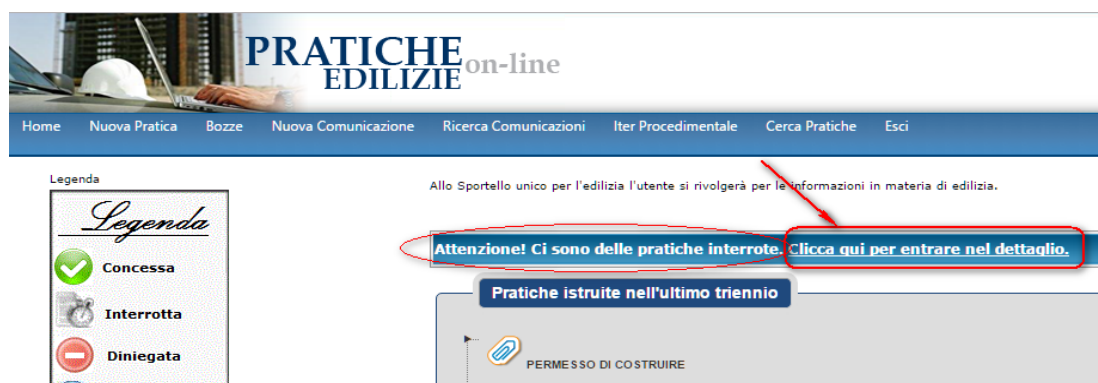 PRATICHE
EDILIZIE on-line
Home Nuova Pratica Bozze Nuova Comunicazione Ricerca Comunicazioni Iter Procedimentale Cerca Pratiche Esci
Legenda
Allo Sportello unico per l'edilizia l'utente si rivolgerà per le informazioni in materia di edilizia.
Legenda
Attenzione! Ci sono delle pratiche interrote. Clicca qui per entrare nel dettaglio.
Concessa
Pratiche istruite nell'ultimo triennio
Interrotta
Diniegata
PERMESSO DI COSTRUIRE